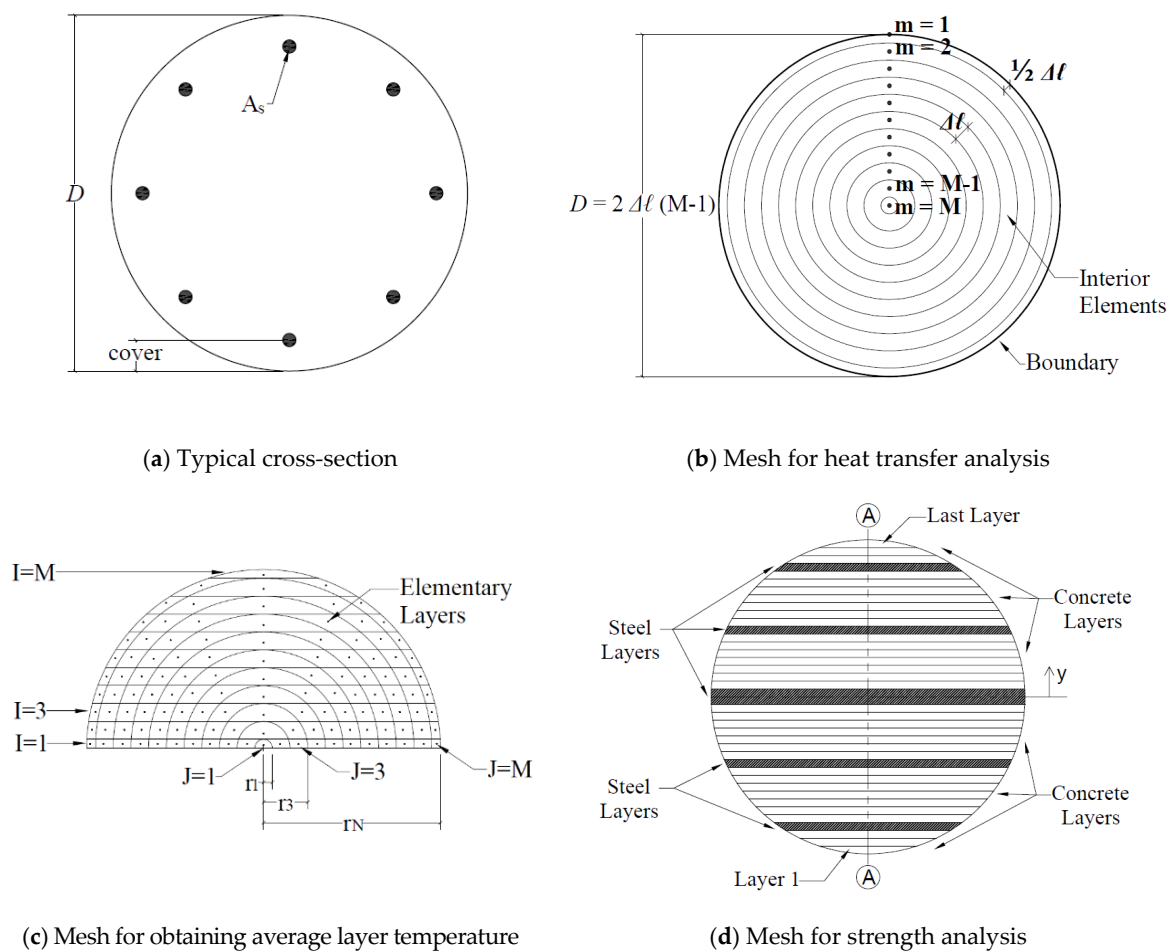 D
A_s
cover
(a) Typical cross-section
m = 1
m = 2
½ Δℓ
Δℓ
m = M-1
m = M
D = 2 Δℓ (M-1)
Interior
Elements
Boundary
(b) Mesh for heat transfer analysis
I=M
Elementary
Layers
I=3
I=1
J=1
J=3
J=M
r₁
r₃
r_N
(c) Mesh for obtaining average layer temperature
A
Last Layer
Steel
Layers
Concrete
Layers
y
Steel
Layers
Concrete
Layers
Layer 1
A
(d) Mesh for strength analysis